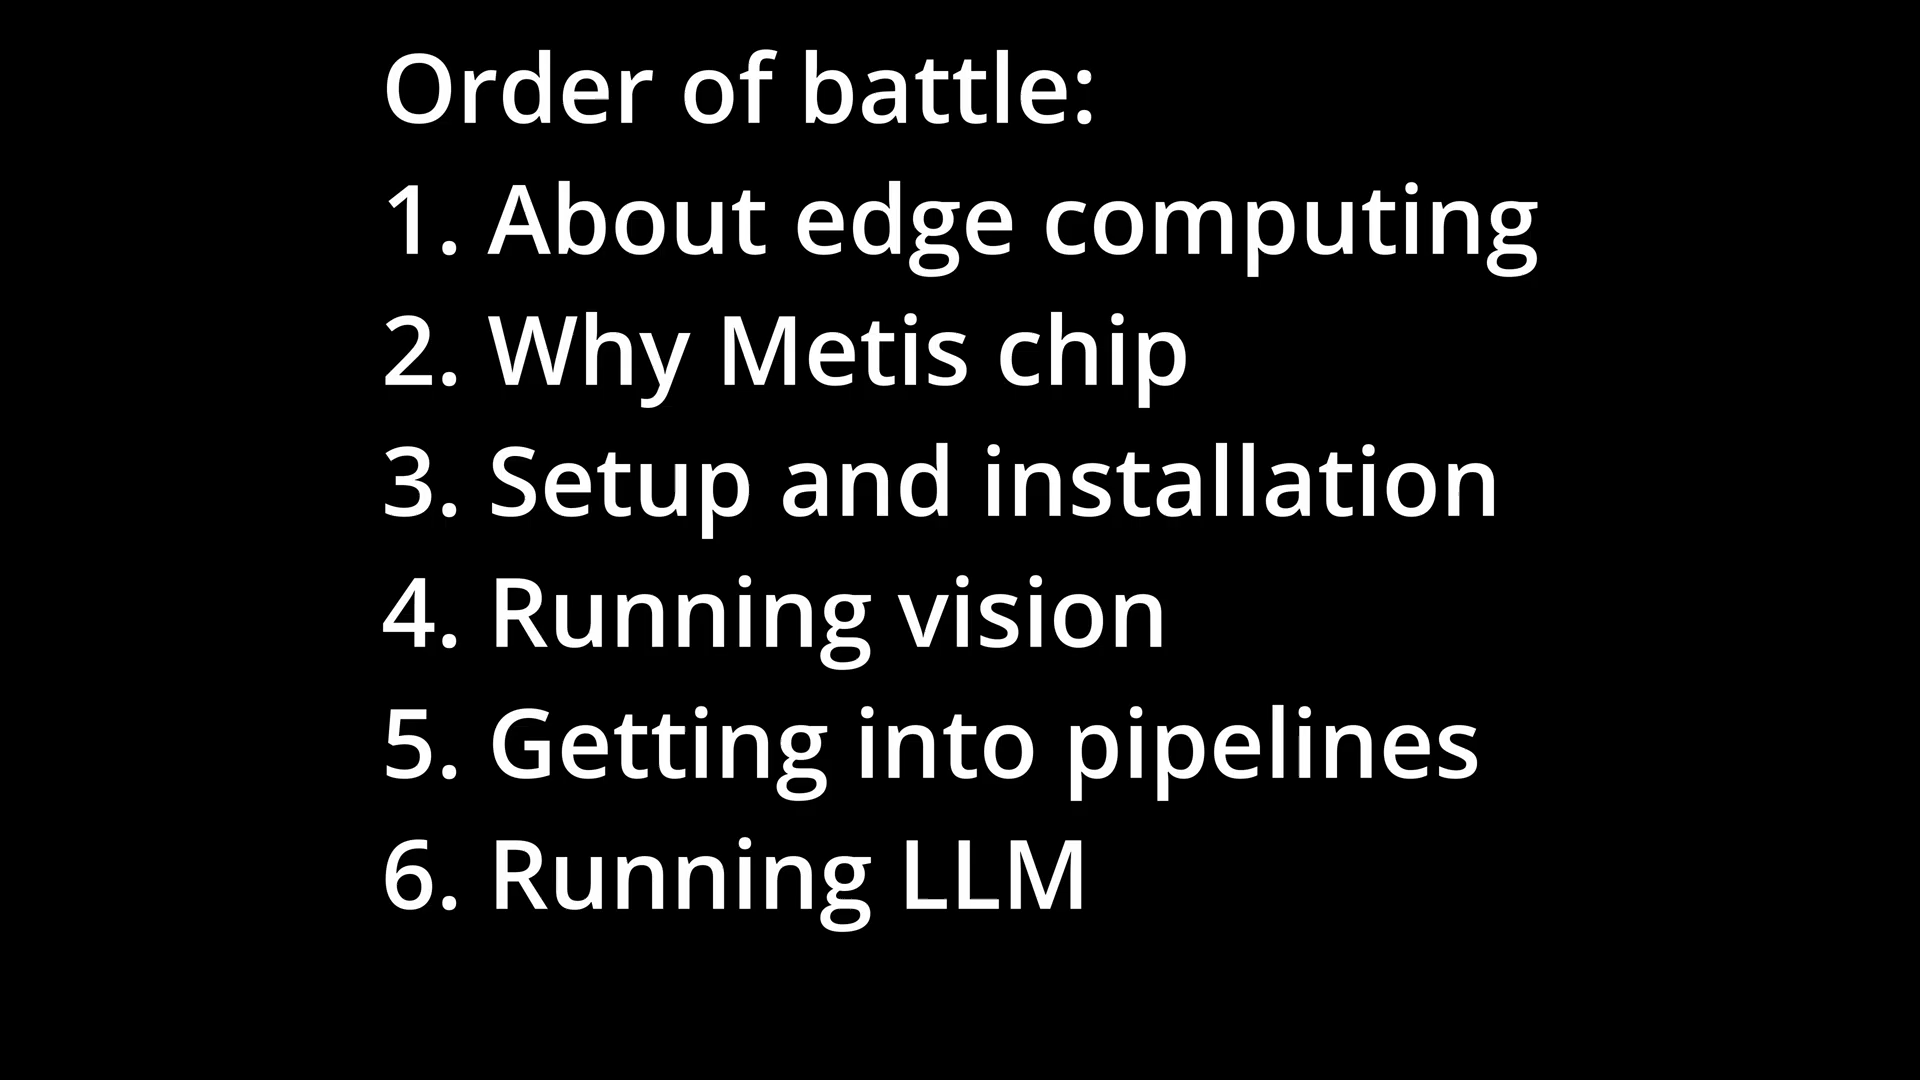 Order of battle:
1. About edge computing
2. Why Metis chip
3. Setup and installation
4. Running vision
5. Getting into pipelines
6. Running LLM